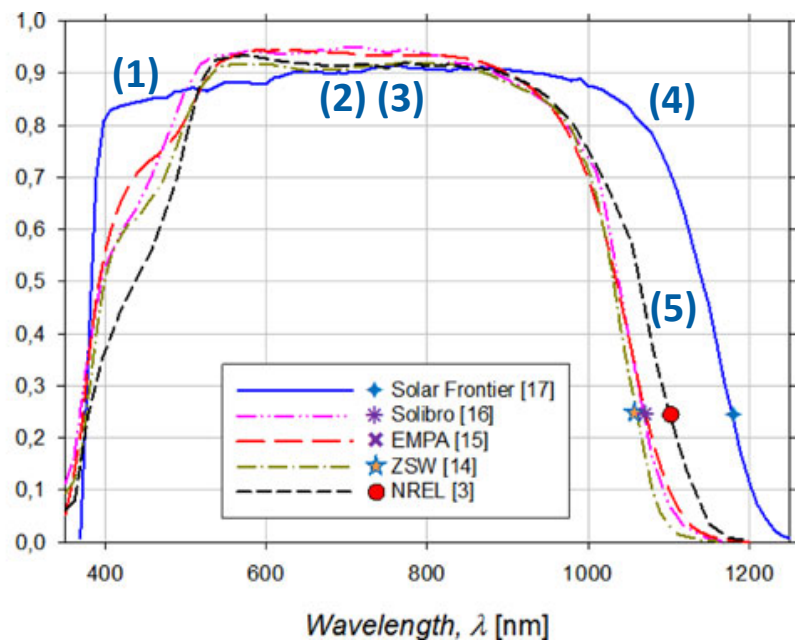 1,0
0,9
0,8
0,7
0,6
0,5
0,4
0,3
0,2
0,1
0,0
(1)
(2) (3)
(4)
(5)
Solar Frontier [17]
Solibro [16]
EMPA [15]
ZSW [14]
NREL [3]
400 600 800 1000 1200
Wavelength, λ [nm]